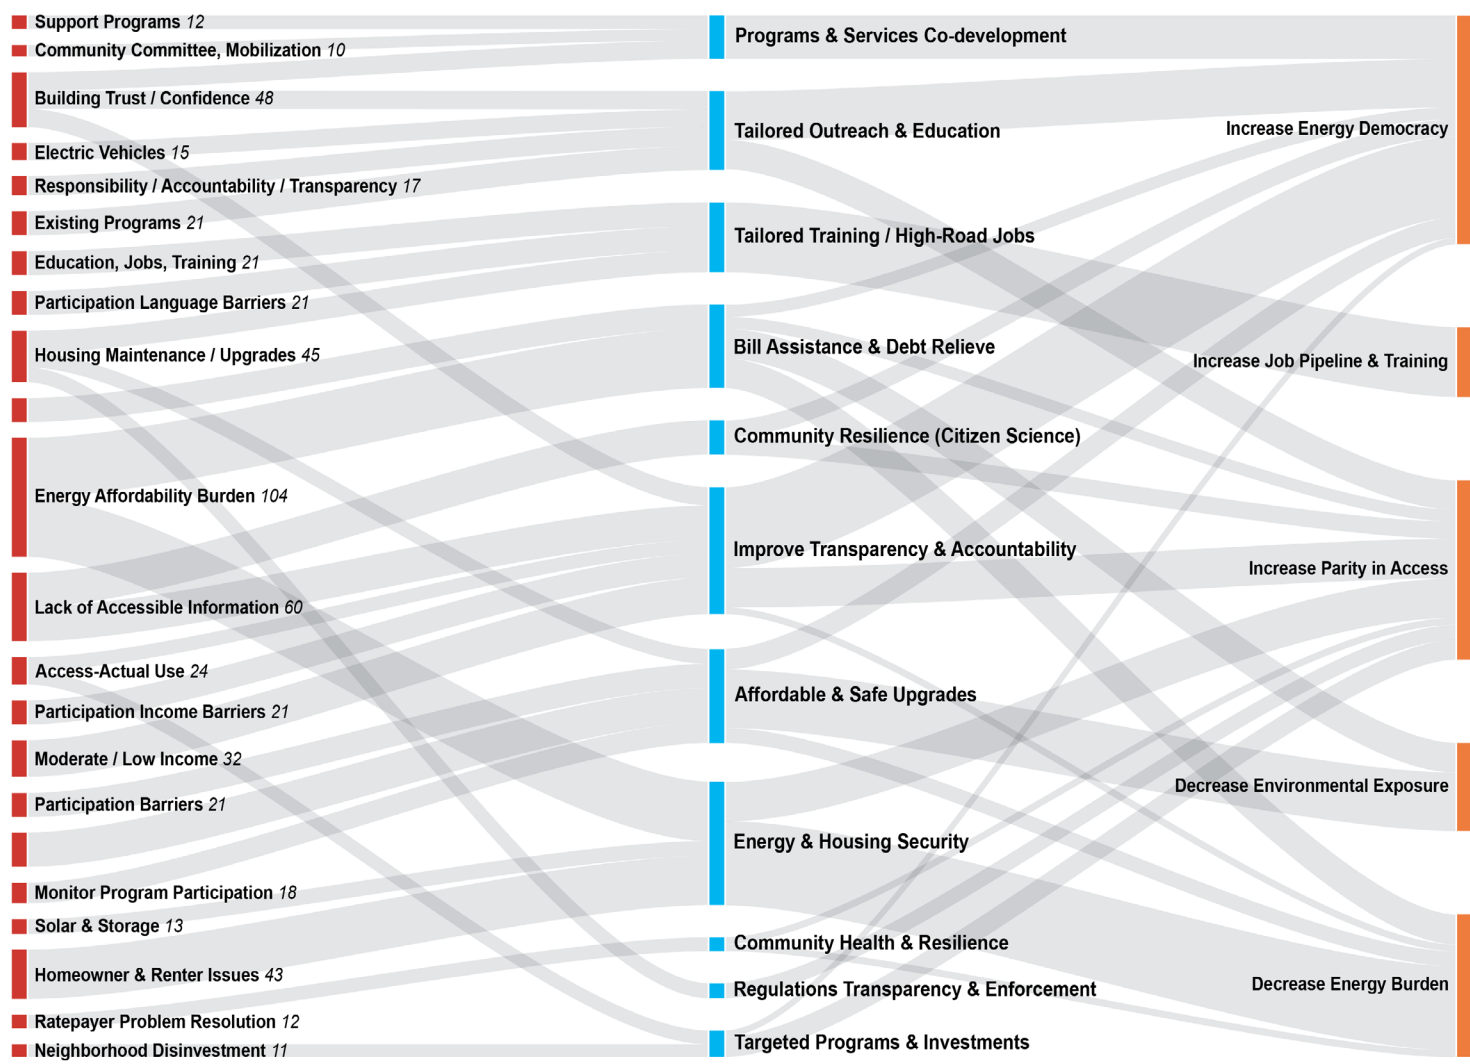 Support Programs 12
Community Committee, Mobilization 10
Building Trust / Confidence 48
Electric Vehicles 15
Responsibility / Accountability / Transparency 17
Existing Programs 21
Education, Jobs, Training 21
Participation Language Barriers 21
Housing Maintenance / Upgrades 45
Energy Affordability Burden 104
Lack of Accessible Information 60
Access-Actual Use 24
Participation Income Barriers 21
Moderate / Low Income 32
Participation Barriers 21
Monitor Program Participation 18
Solar & Storage 13
Homeowner & Renter Issues 43
Ratepayer Problem Resolution 12
Neighborhood Disinvestment 11
Programs & Services Co-development
Tailored Outreach & Education
Tailored Training / High-Road Jobs
Bill Assistance & Debt Relieve
Community Resilience (Citizen Science)
Improve Transparency & Accountability
Affordable & Safe Upgrades
Energy & Housing Security
Community Health & Resilience
Regulations Transparency & Enforcement
Targeted Programs & Investments
Increase Energy Democracy
Increase Job Pipeline & Training
Increase Parity in Access
Decrease Environmental Exposure
Decrease Energy Burden